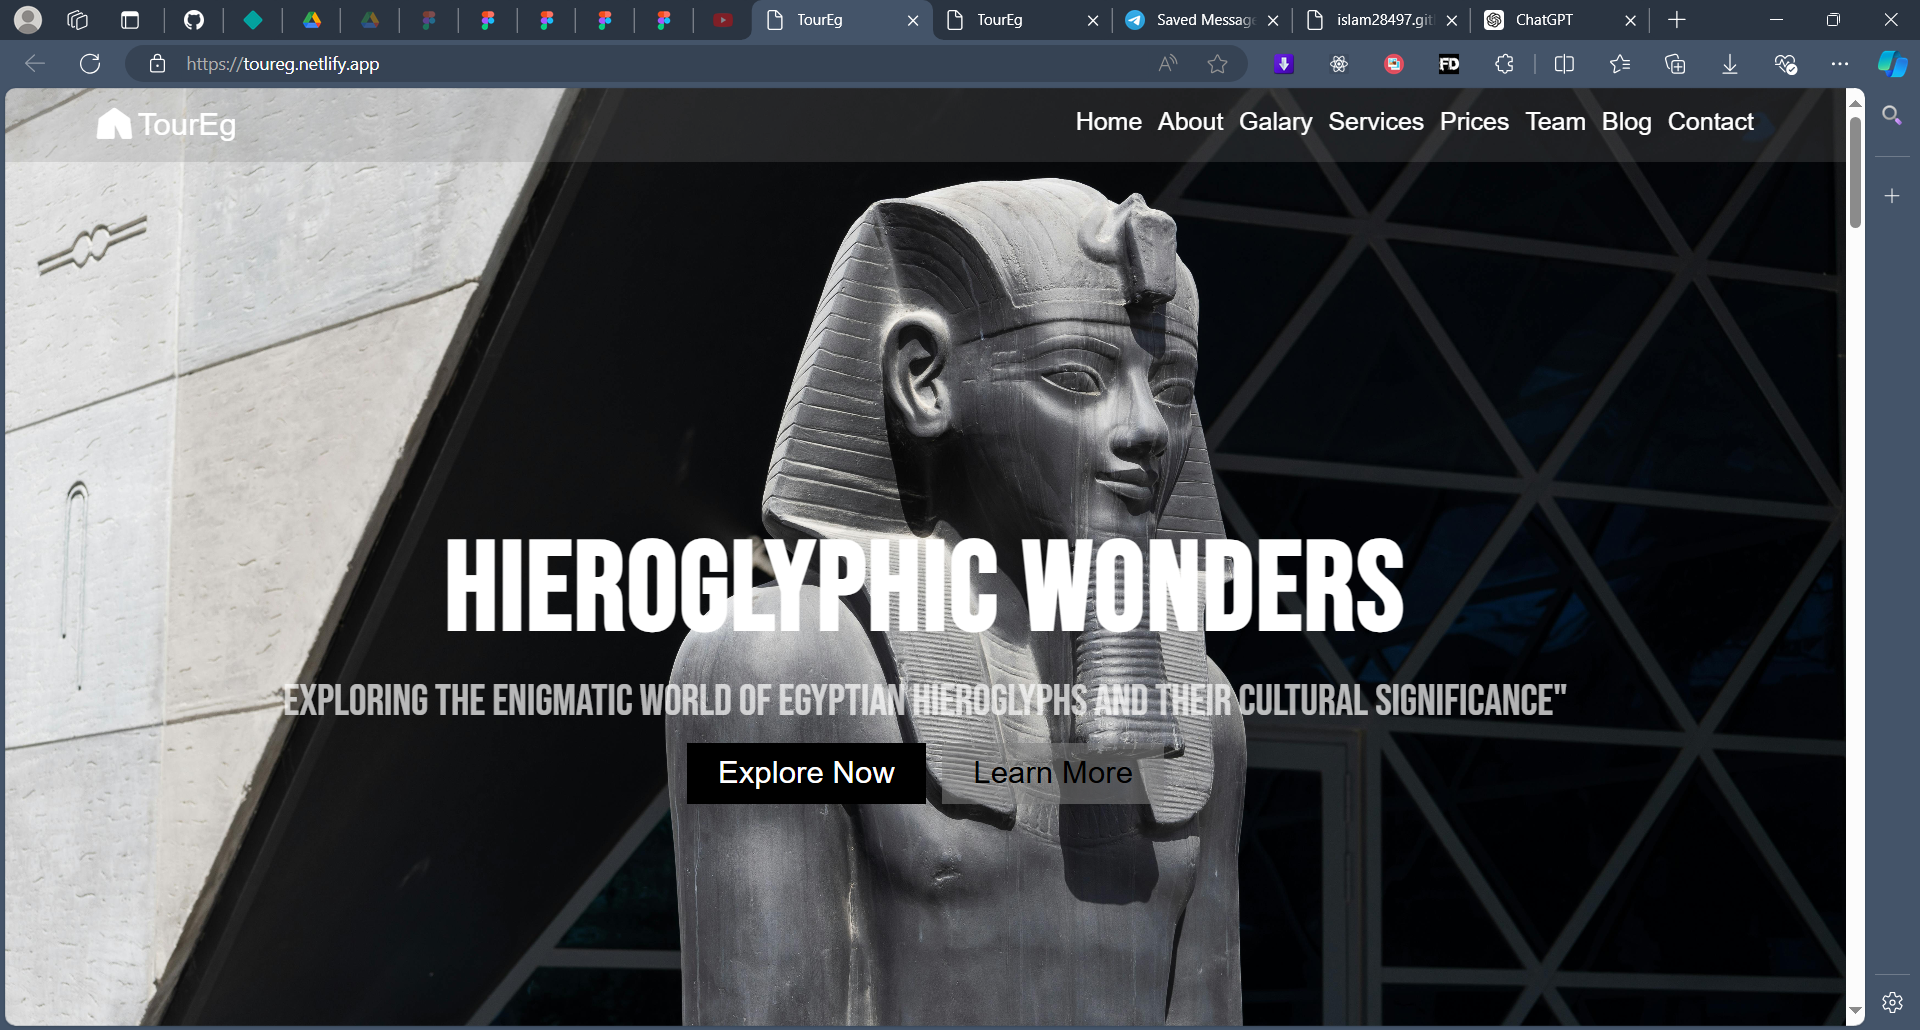 TourEg
TourEg
Saved Message
islam28497.git
ChatGPT
https://toureg.netlify.app
FD
TourEg
Home About Galary Services Prices Team Blog Contact
HIEROGLYPHIC WONDERS
EXPLORING THE ENIGMATIC WORLD OF EGYPTIAN HIEROGLYPHS AND THEIR CULTURAL SIGNIFICANCE"
Explore Now
Learn More